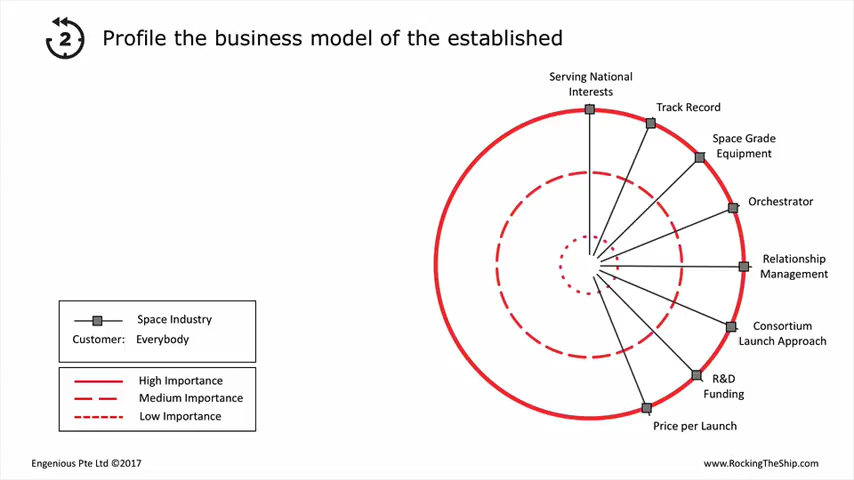 2
Profile the business model of the established
Serving National
Interests
Track Record
Space Grade
Equipment
Orchestrator
Relationship
Management
Consortium
Launch Approach
R&D
Funding
Price per Launch
Space Industry
Customer: Everybody
High Importance
Medium Importance
Low Importance
Engenious Pte Ltd ©2017
www.RockingTheShip.com